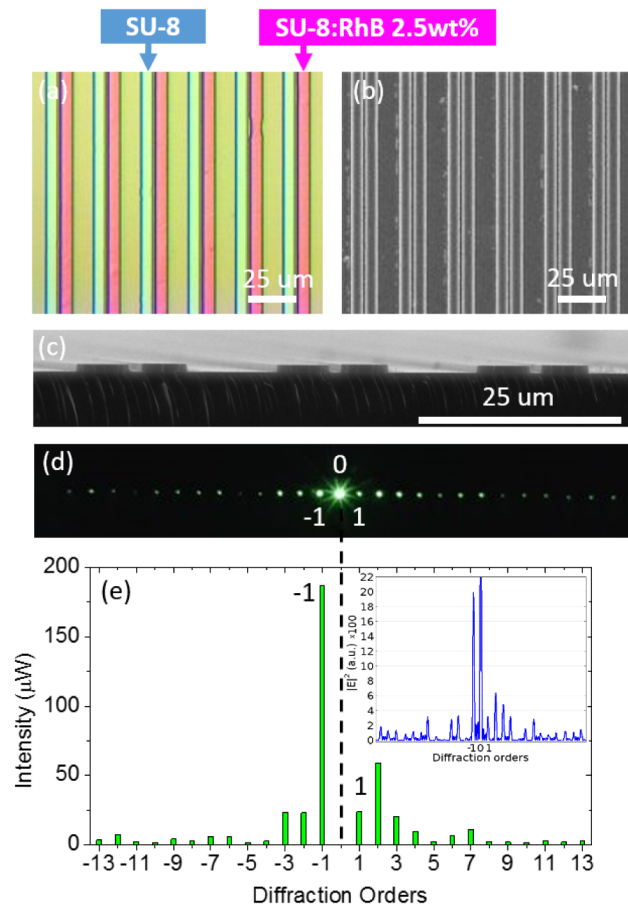 SU-8
SU-8:RhB 2.5wt%
(a)
25 um
(b)
25 um
(c)
25 um
(d)
0
-1 1
(e)
200
150
100
50
0
Intensity (µW)
-1
1
-13 -11 -9 -7 -5 -3 -1 1 3 5 7 9 11 13
Diffraction Orders
22
20
18
16
14
12
10
8
6
4
2
0
|E|² (a.u.) x100
-101
Diffraction orders